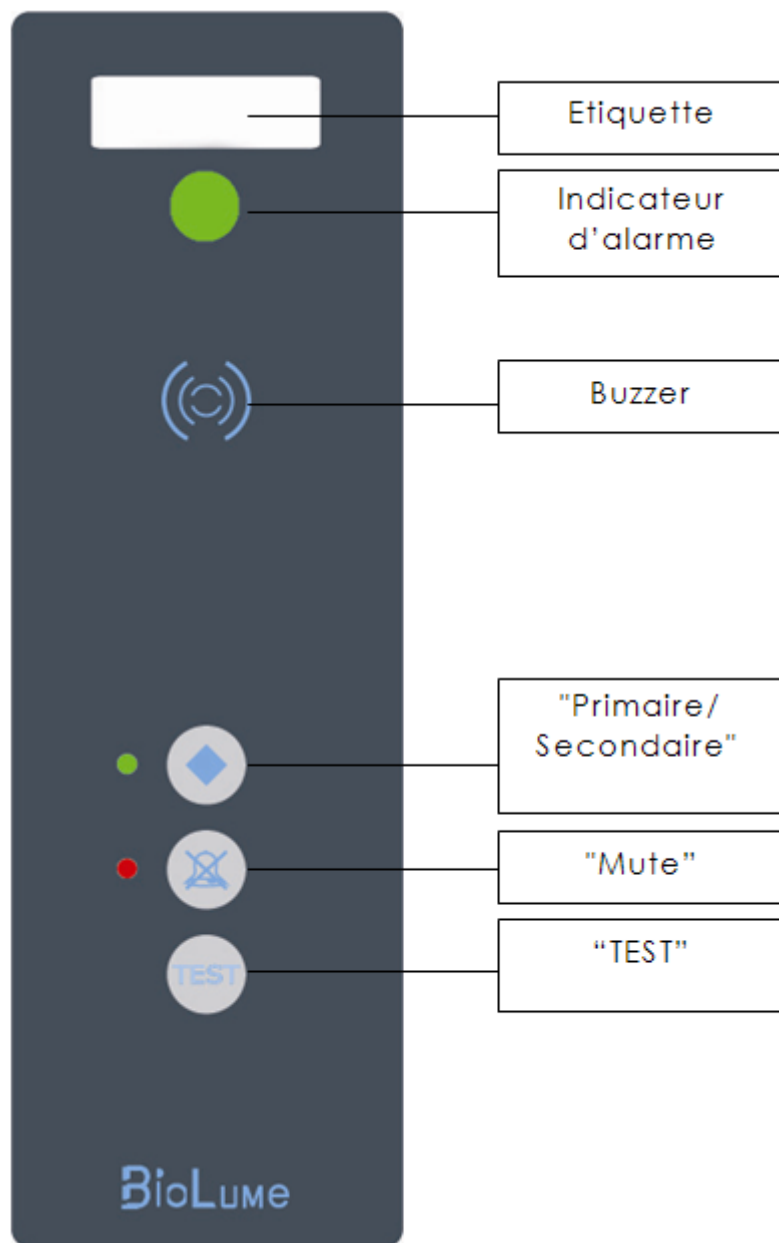 Etiquette
Indicateur
d’alarme
Buzzer
"Primaire/
Secondaire"
"Mute”
“TEST”
TEST
BioLume